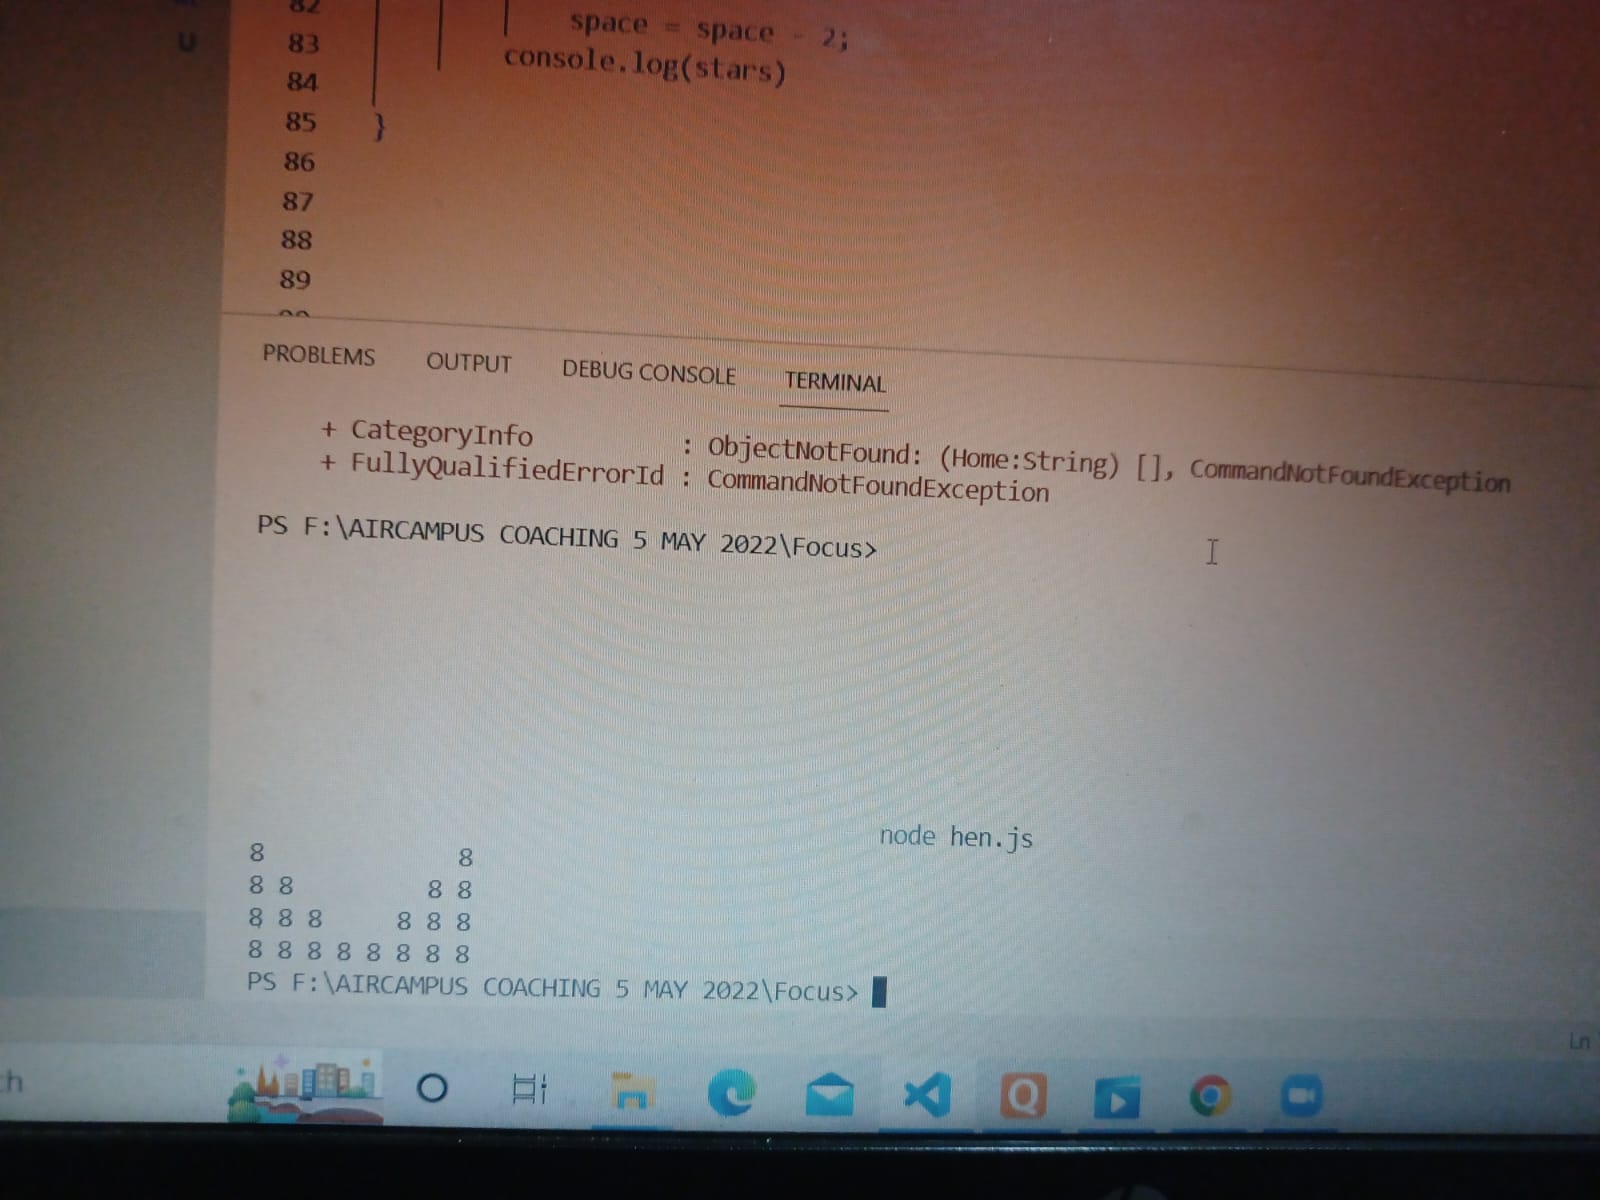 82
U
83 space = space - 2;
84 console.log(stars)
85 }
86
87
88
89
PROBLEMS OUTPUT DEBUG CONSOLE TERMINAL
+ CategoryInfo : ObjectNotFound: (Home:String) [], CommandNotFoundException
+ FullyQualifiedErrorId : CommandNotFoundException
PS F:\AIRCAMPUS COACHING 5 MAY 2022\Focus>
node hen.js
8 8
8 8 8 8
8 8 8 8 8 8
8 8 8 8 8 8 8 8
PS F:\AIRCAMPUS COACHING 5 MAY 2022\Focus>
Ln
ch
Q